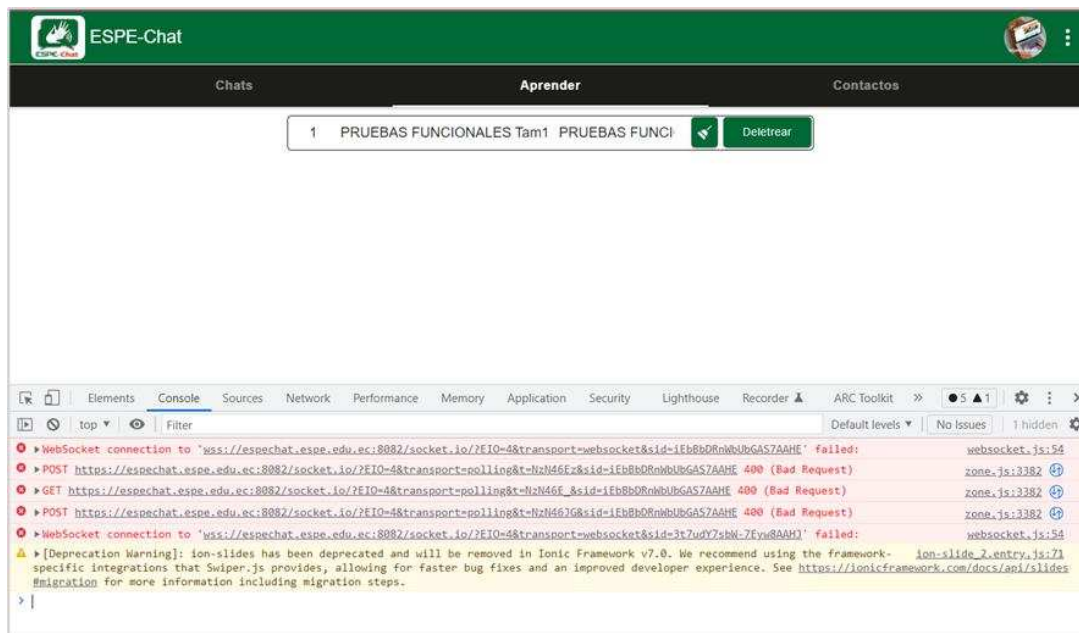 ESPE-Chat
ESPE-Chat
Chats Aprender Contactos
1 PRUEBAS FUNCIONALES Tam1 PRUEBAS FUNCI Deletrear
Elements Console Sources Network Performance Memory Application Security Lighthouse Recorder ARC Toolkit » 5 1
top Filter Default levels No Issues 1 hidden
WebSocket connection to 'wss://espechat.espe.edu.ec:8082/socket.io/?EIO=4&transport=websocket&sid=iEbBbDRnWbUbGAS7AAHE' failed: websocket.js:54
POST https://espechat.espe.edu.ec:8082/socket.io/?EIO=4&transport=polling&t=NzN46Ez&sid=iEbBbDRnWbUbGAS7AAHE 400 (Bad Request) zone.js:3382
GET https://espechat.espe.edu.ec:8082/socket.io/?EIO=4&transport=polling&t=NzN46E_&sid=iEbBbDRnWbUbGAS7AAHE 400 (Bad Request) zone.js:3382
POST https://espechat.espe.edu.ec:8082/socket.io/?EIO=4&transport=polling&t=NzN46JG&sid=iEbBbDRnWbUbGAS7AAHE 400 (Bad Request) zone.js:3382
WebSocket connection to 'wss://espechat.espe.edu.ec:8082/socket.io/?EIO=4&transport=websocket&sid=3t7udY7sbW-7Eyw8AAHJ' failed: websocket.js:54
[Deprecation Warning]: ion-slides has been deprecated and will be removed in Ionic Framework v7.0. We recommend using the framework- ion-slide_2.entry.js:71
specific integrations that Swiper.js provides, allowing for faster bug fixes and an improved developer experience. See https://ionicframework.com/docs/api/slides
#migration for more information including migration steps.